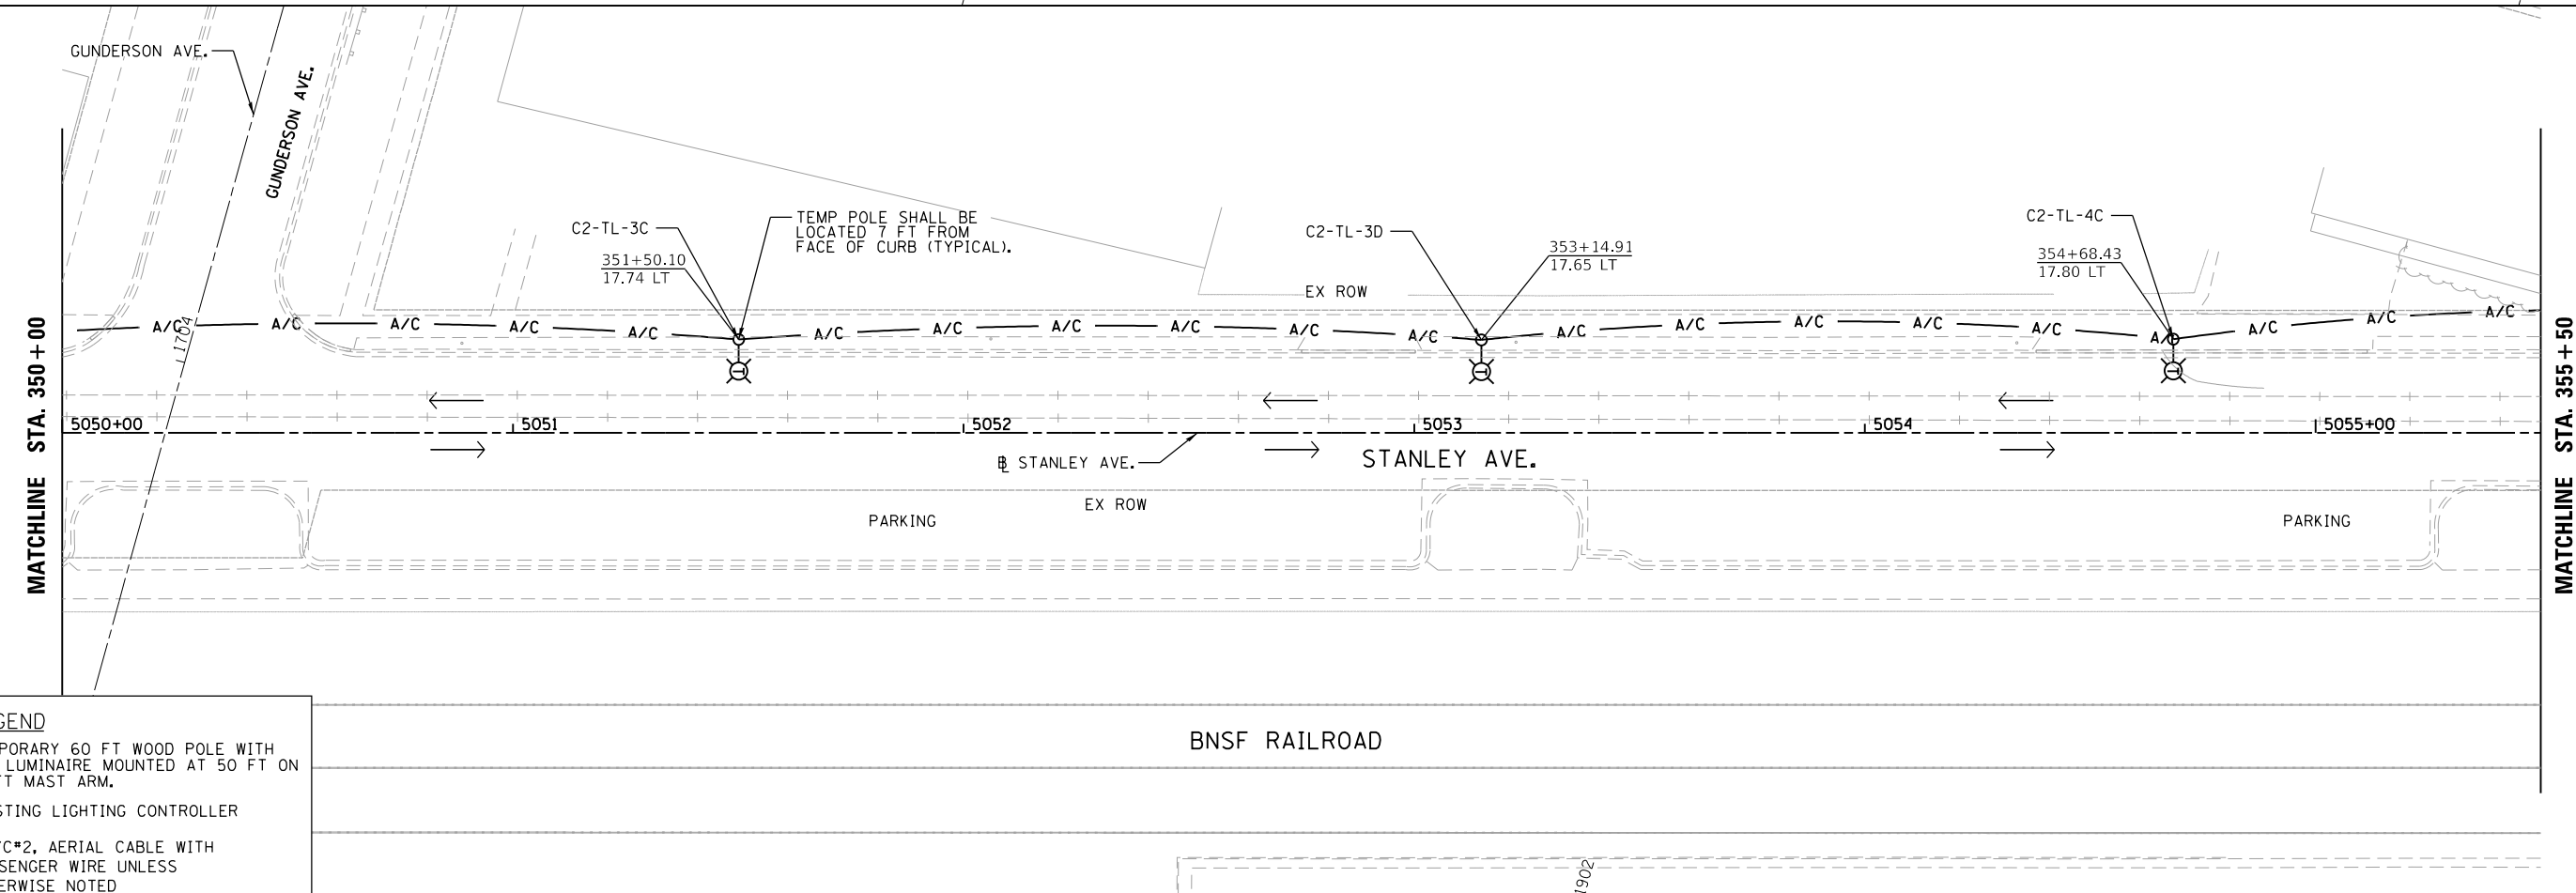 GUNDERSON AVE.
GUNDERSON AVE.
C2-TL-3C
351+50.10
17.74 LT
TEMP POLE SHALL BE
LOCATED 7 FT FROM
FACE OF CURB (TYPICAL).
C2-TL-3D
353+14.91
17.65 LT
C2-TL-4C
354+68.43
17.80 LT
EX ROW
A/C A/C A/C A/C A/C A/C A/C A/C A/C A/C A/C A/C A/C A/C A/C A/C A/C A/C A/C A/C
1704
MATCHLINE STA. 350+00
MATCHLINE STA. 355+50
5050+00 5051 5052 5053 5054 5055+00
BL STANLEY AVE.
STANLEY AVE.
EX ROW
PARKING
PARKING
BNSF RAILROAD
GEND
PORARY 60 FT WOOD POLE WITH
LUMINAIRE MOUNTED AT 50 FT ON
FT MAST ARM.
STING LIGHTING CONTROLLER
C#2, AERIAL CABLE WITH
SENGER WIRE UNLESS
ERWISE NOTED
1902